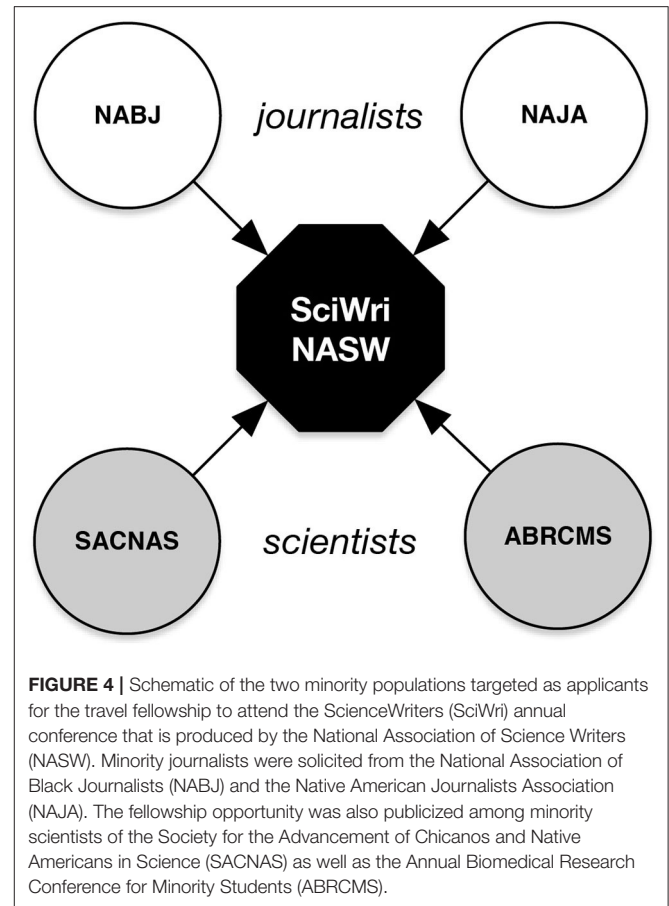 NABJ
journalists
NAJA
SciWri
NASW
SACNAS
scientists
ABRCMS
FIGURE 4 | Schematic of the two minority populations targeted as applicants
for the travel fellowship to attend the ScienceWriters (SciWri) annual
conference that is produced by the National Association of Science Writers
(NASW). Minority journalists were solicited from the National Association of
Black Journalists (NABJ) and the Native American Journalists Association
(NAJA). The fellowship opportunity was also publicized among minority
scientists of the Society for the Advancement of Chicanos and Native
Americans in Science (SACNAS) as well as the Annual Biomedical Research
Conference for Minority Students (ABRCMS).